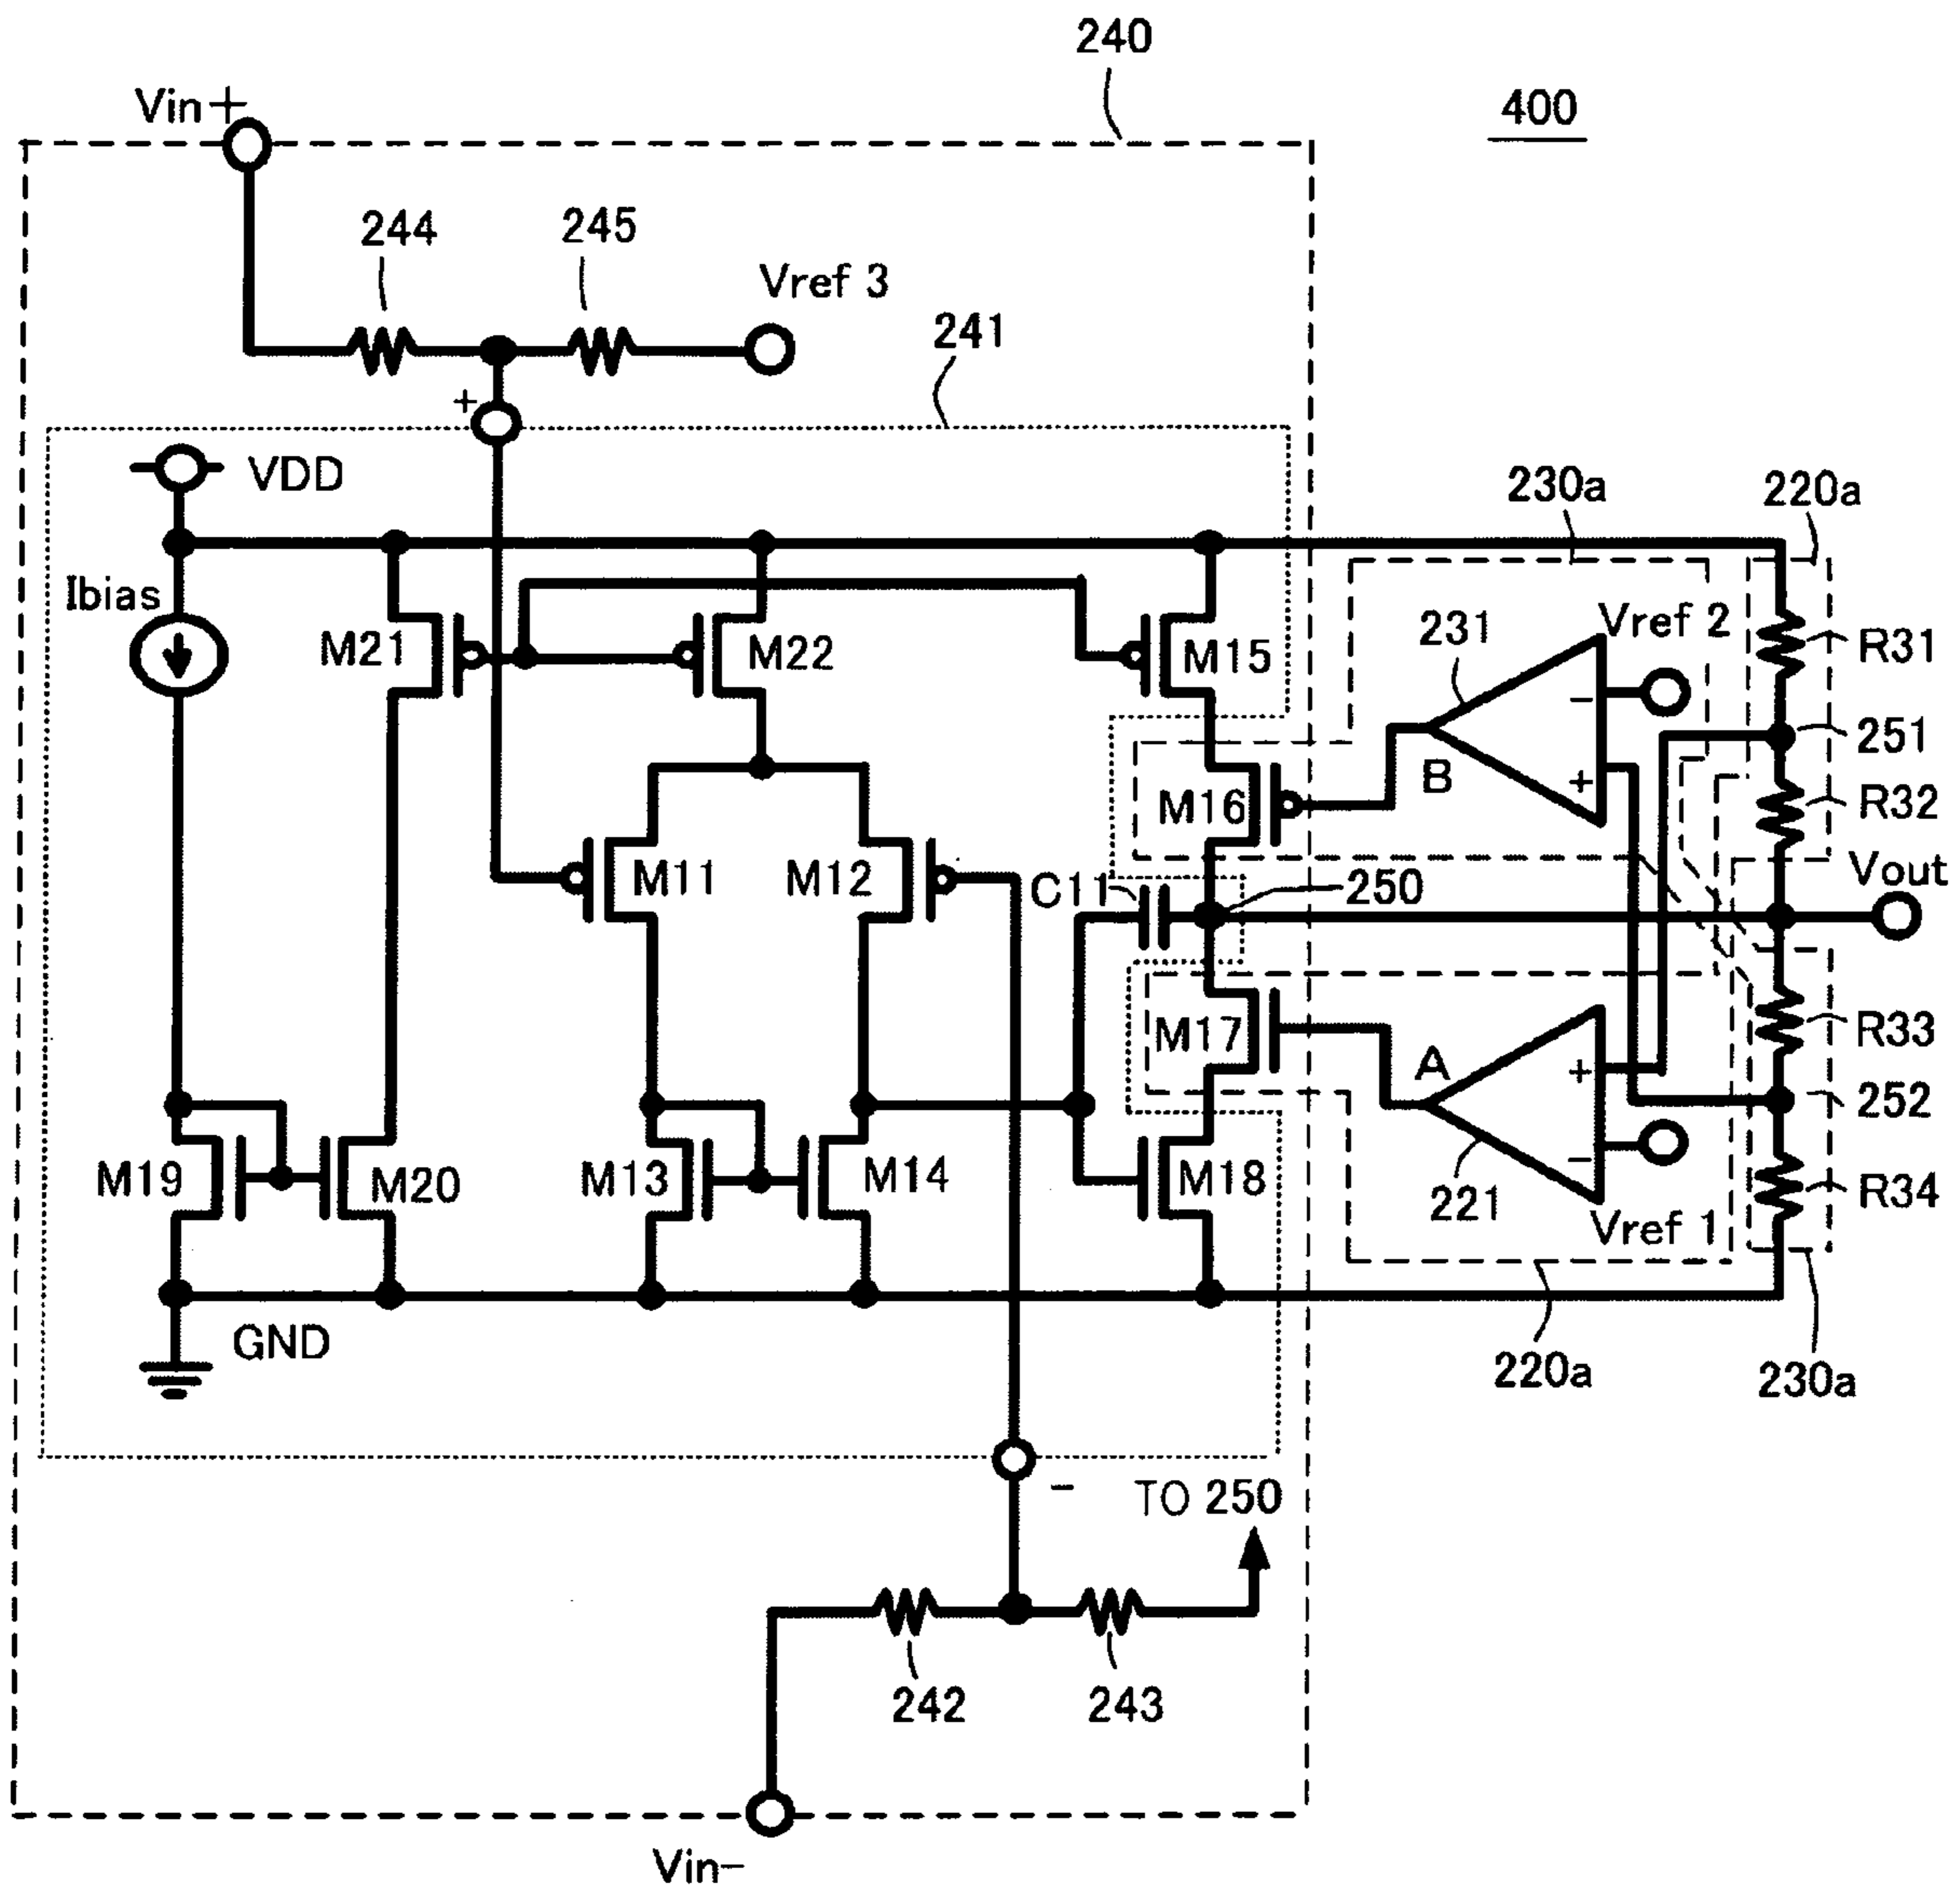 240
400
Vin+
244
245
Vref 3
241
+
VDD
230a
220a
Ibias
M21
M22
M15
231
Vref 2
R31
-
251
+
B
M16
R32
M11
M12
C11
250
Vout
-
M17
A
+
R33
252
M19
M20
M13
M14
M18
221
-
R34
Vref 1
GND
220a
230a
-
TO 250
242
243
Vin-